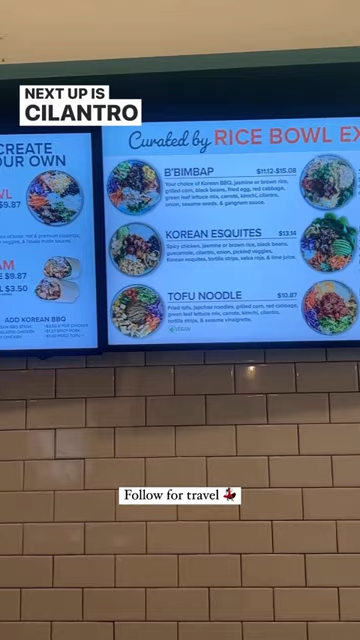 NEXT UP IS
CILANTRO
CREATE
OUR OWN
$9.87
$9.87
$3.50
ADD KOREAN BBQ
Curated by RICE BOWL EX
B'BIMBAP $11.12-$15.08
Your choice of Korean BBQ, jasmine or brown rice,
grilled corn, black beans, fried egg, red cabbage,
green leaf lettuce mix, carrots, kimchi, cilantro,
onion, sesame seeds, & gangnam sauce.
KOREAN ESQUITES $13.14
Spicy chicken, jasmine or brown rice, black beans,
guacamole, cilantro, onion, pickled veggies,
Korean esquites, tortilla strips, salsa roja, & lime juice.
TOFU NOODLE $10.87
Fried tofu, japchae noodles, grilled corn, red cabbage,
green leaf lettuce mix, carrots, kimchi, cilantro,
tortilla strips, & sesame vinaigrette.
Follow for travel 💃